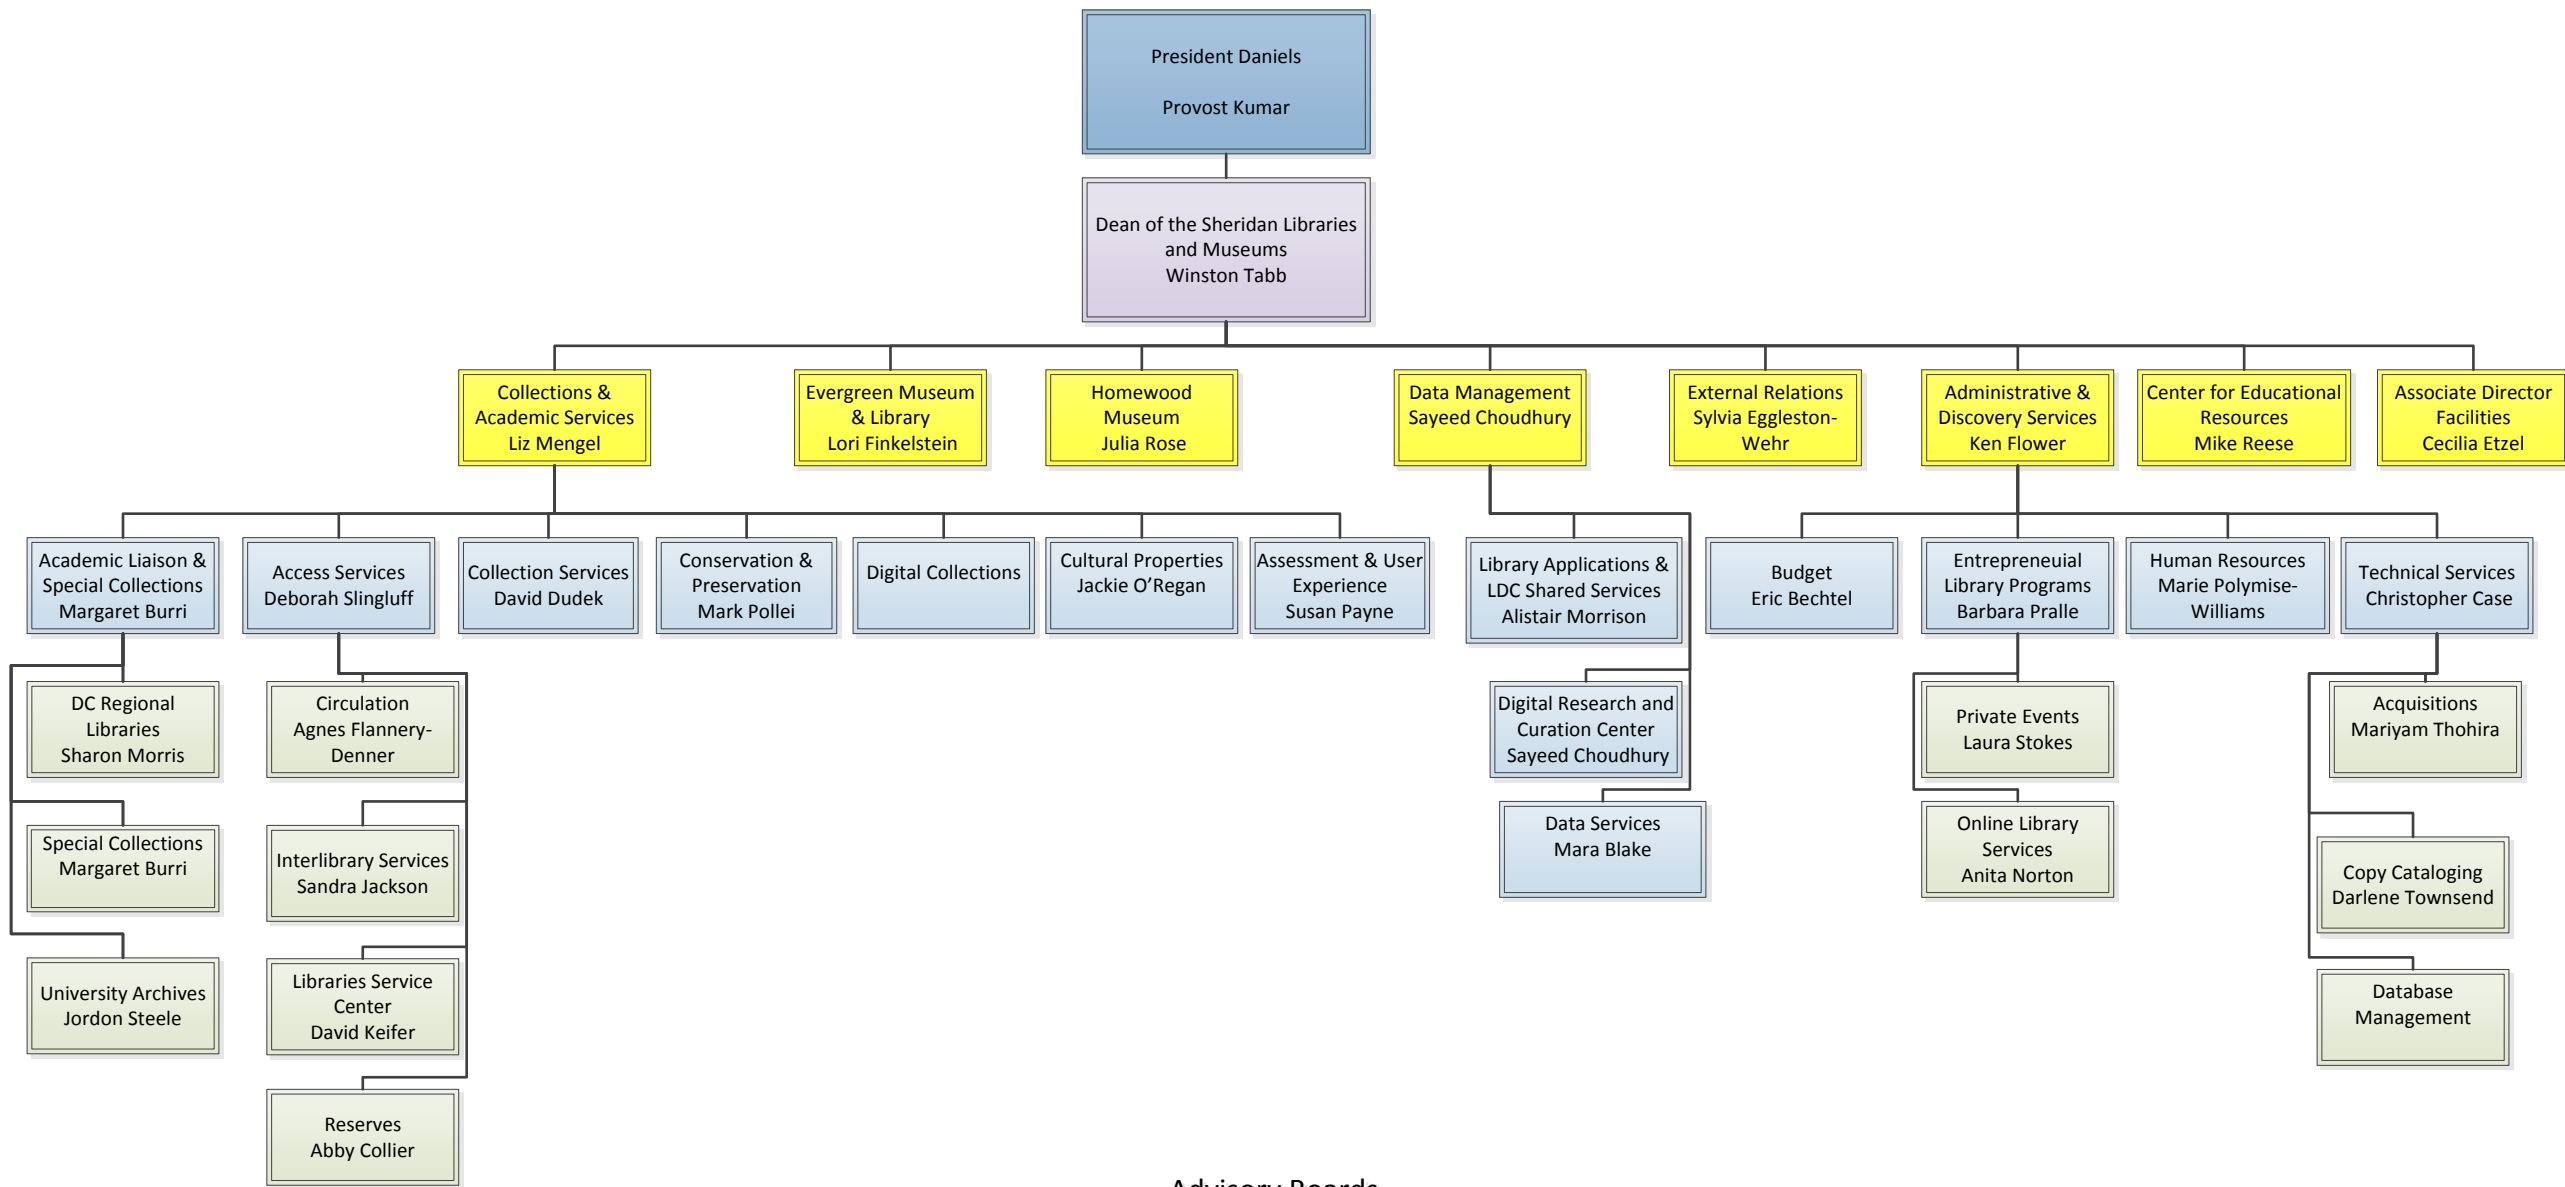 President Daniels
Provost Kumar
Dean of the Sheridan Libraries
and Museums
Winston Tabb
Collections &
Academic Services
Liz Mengel
Evergreen Museum
& Library
Lori Finkelstein
Homewood
Museum
Julia Rose
Data Management
Sayeed Choudhury
External Relations
Sylvia Eggleston-
Wehr
Administrative &
Discovery Services
Ken Flower
Center for Educational
Resources
Mike Reese
Associate Director
Facilities
Cecilia Etzel
Academic Liaison &
Special Collections
Margaret Burri
Access Services
Deborah Slingluff
Collection Services
David Dudek
Conservation &
Preservation
Mark Pollei
Digital Collections
Cultural Properties
Jackie O’Regan
Assessment & User
Experience
Susan Payne
Library Applications &
LDC Shared Services
Alistair Morrison
Budget
Eric Bechtel
Entrepreneuial
Library Programs
Barbara Pralle
Human Resources
Marie Polymise-
Williams
Technical Services
Christopher Case
DC Regional
Libraries
Sharon Morris
Circulation
Agnes Flannery-
Denner
Digital Research and
Curation Center
Sayeed Choudhury
Private Events
Laura Stokes
Acquisitions
Mariyam Thohira
Special Collections
Margaret Burri
Interlibrary Services
Sandra Jackson
Data Services
Mara Blake
Online Library
Services
Anita Norton
Copy Cataloging
Darlene Townsend
University Archives
Jordon Steele
Libraries Service
Center
David Keifer
Database
Management
Reserves
Abby Collier
Advisory Boards